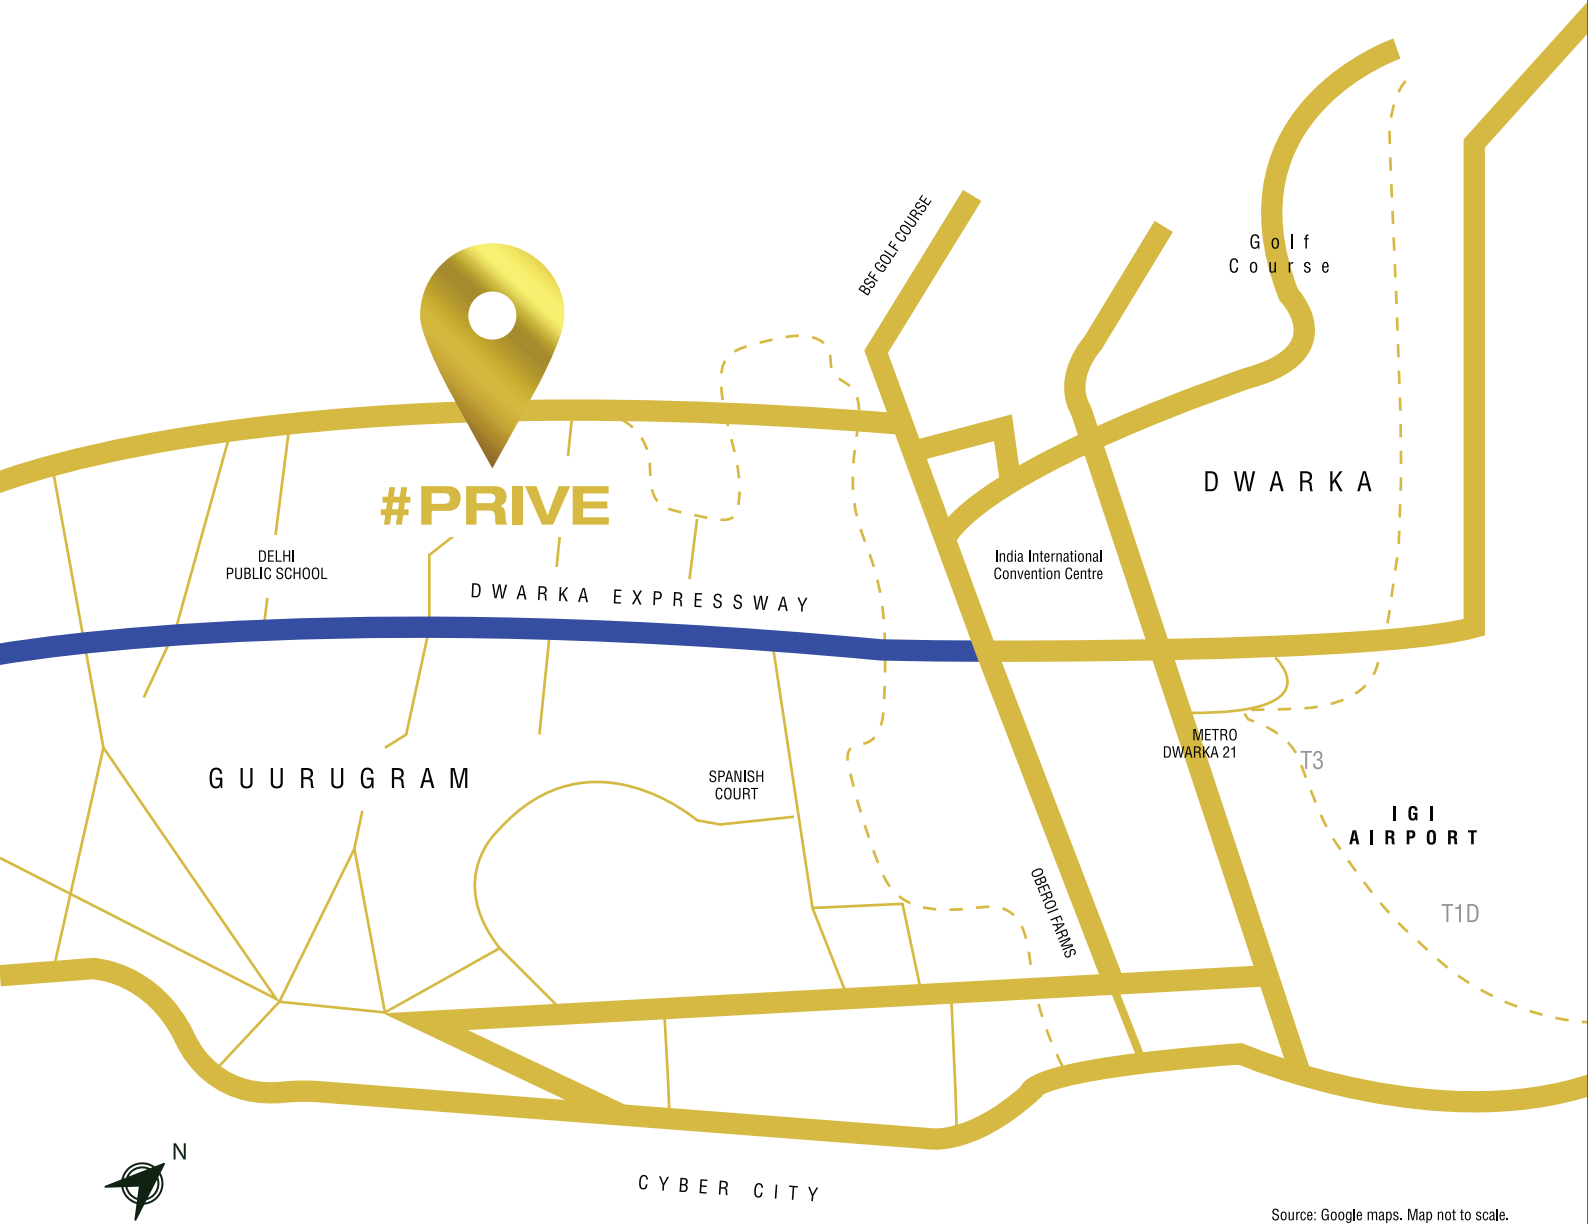 BSF GOLF COURSE
Golf
Course
DWARKA
#PRIVE
DELHI
PUBLIC SCHOOL
India International
Convention Centre
DWARKA EXPRESSWAY
METRO
DWARKA 21
T3
GUURUGRAM
SPANISH
COURT
IGI
AIRPORT
OBEROI FARMS
T1D
N
CYBER CITY
Source: Google maps. Map not to scale.